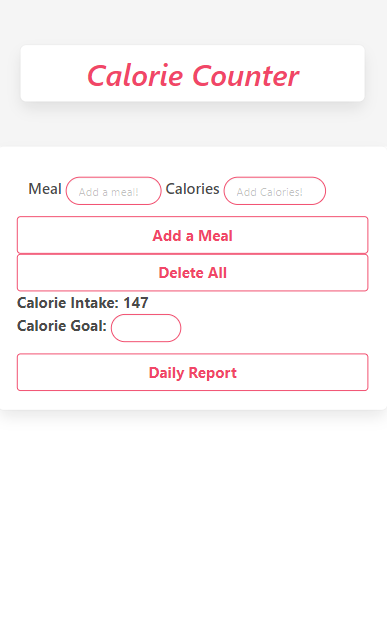 Calorie Counter
Meal Add a meal! Calories Add Calories!
Add a Meal
Delete All
Calorie Intake: 147
Calorie Goal:
Daily Report